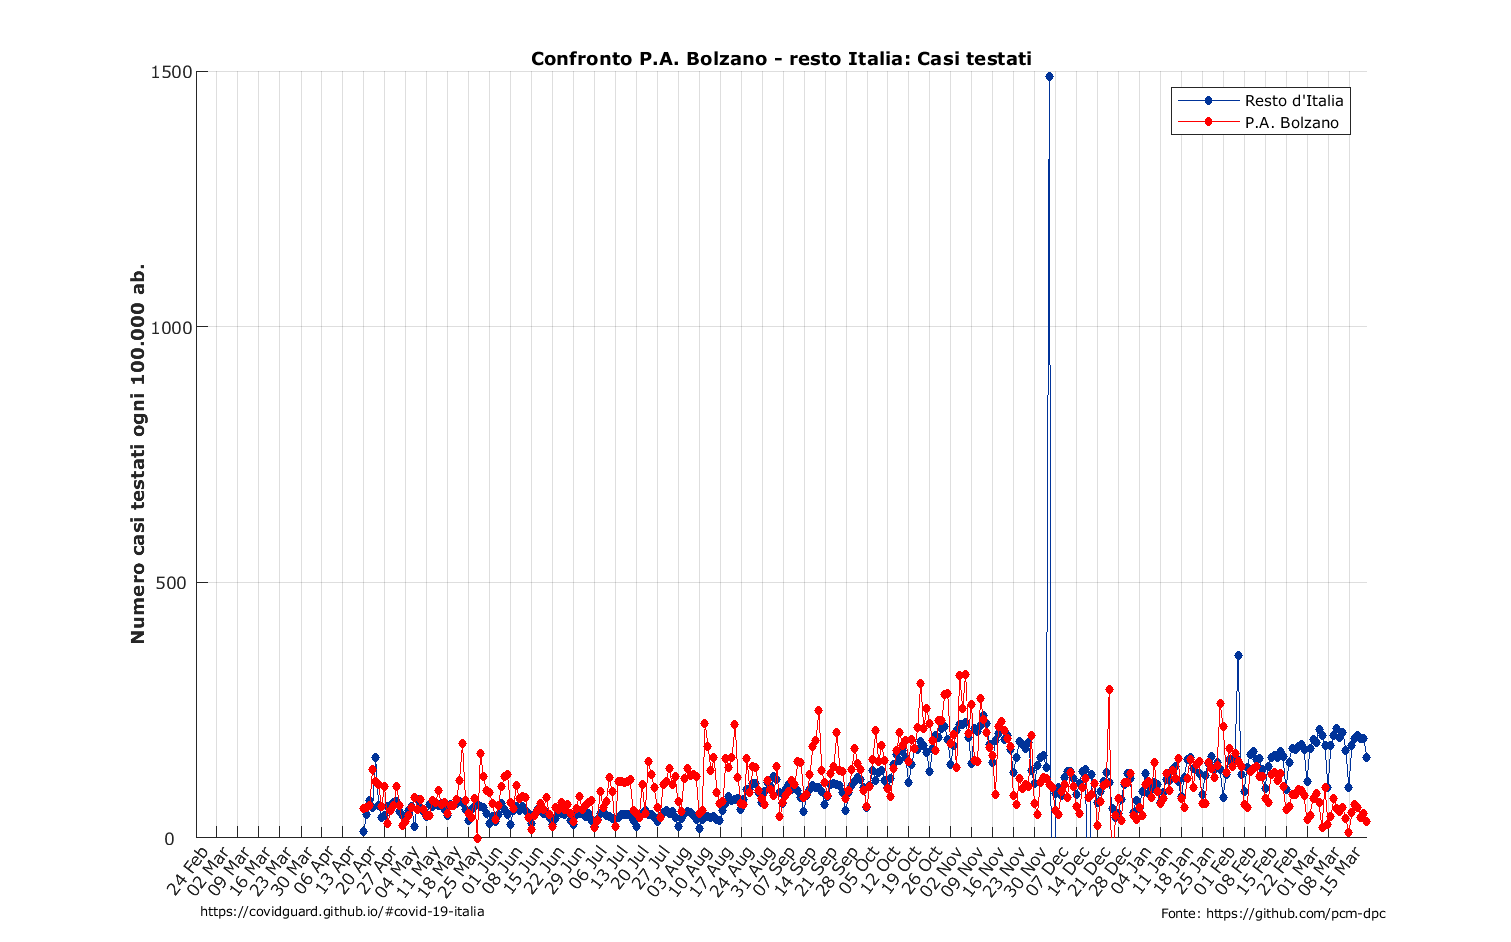 Confronto P.A. Bolzano - resto Italia: Casi testati
Resto d'Italia
P.A. Bolzano
Numero casi testati ogni 100.000 ab.
1500
1000
500
0
24 Feb
02 Mar
09 Mar
16 Mar
23 Mar
30 Mar
06 Apr
13 Apr
20 Apr
27 Apr
04 May
11 May
18 May
25 May
01 Jun
08 Jun
15 Jun
22 Jun
29 Jun
06 Jul
13 Jul
20 Jul
27 Jul
03 Aug
10 Aug
17 Aug
24 Aug
31 Aug
07 Sep
14 Sep
21 Sep
28 Sep
05 Oct
12 Oct
19 Oct
26 Oct
02 Nov
09 Nov
16 Nov
23 Nov
30 Nov
07 Dec
14 Dec
21 Dec
28 Dec
04 Jan
11 Jan
18 Jan
25 Jan
01 Feb
08 Feb
15 Feb
22 Feb
01 Mar
08 Mar
15 Mar
https://covidguard.github.io/#covid-19-italia
Fonte: https://github.com/pcm-dpc